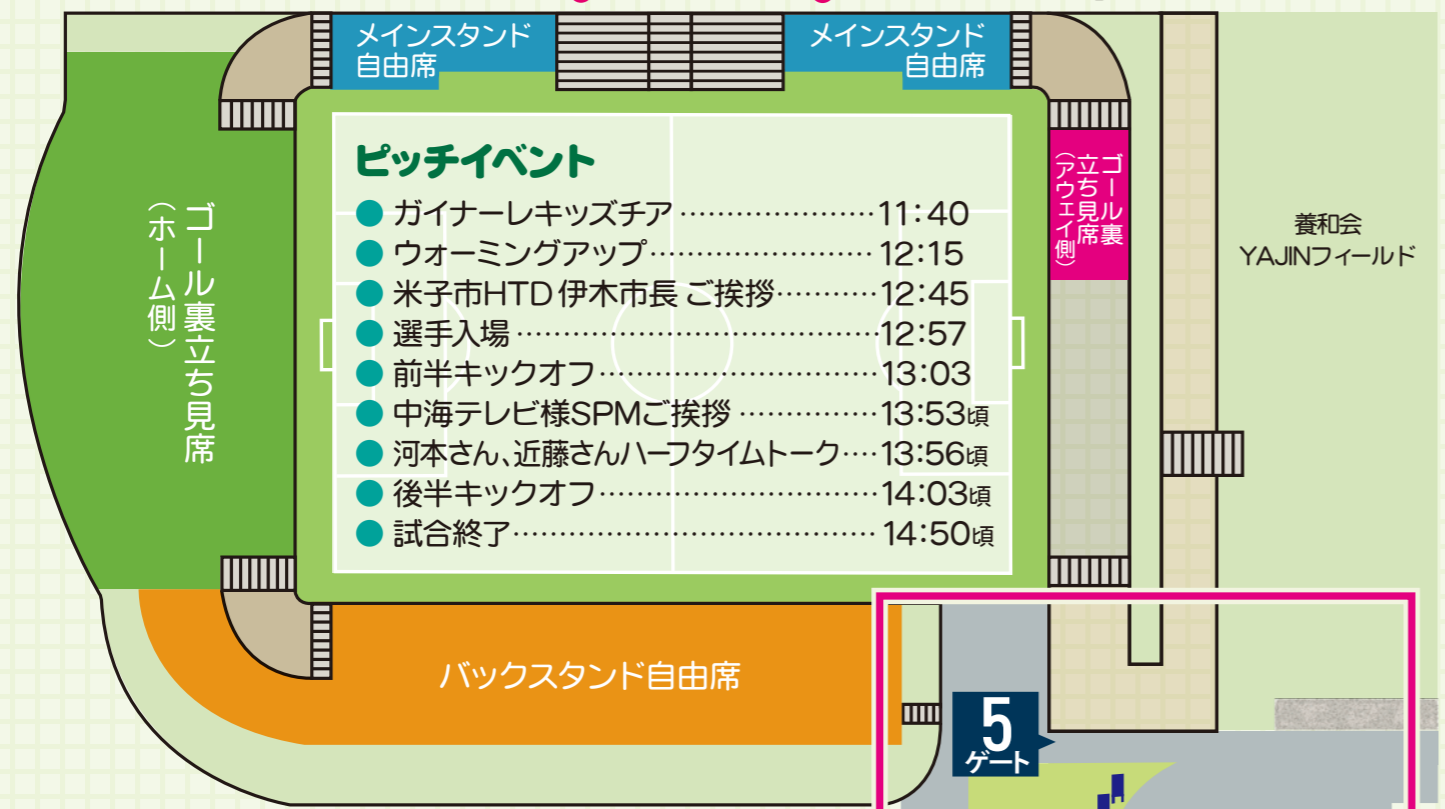 メインスタンド
自由席
メインスタンド
自由席
ピッチイベント
● ガイナーレキッズチア…………………11:40
● ウォーミングアップ……………………12:15
● 米子市HTD 伊木市長 ご挨拶…………12:45
● 選手入場…………………………………12:57
● 前半キックオフ…………………………13:03
● 中海テレビ様SPMご挨拶……………13:53頃
● 河本さん、近藤さんハーフタイムトーク…13:56頃
● 後半キックオフ…………………………14:03頃
● 試合終了…………………………………14:50頃
ゴール裏立ち見席
（ホーム側）
ゴール裏
立ち見席
（アウェイ側）
養和会
YAJINフィールド
バックスタンド自由席
5
ゲート